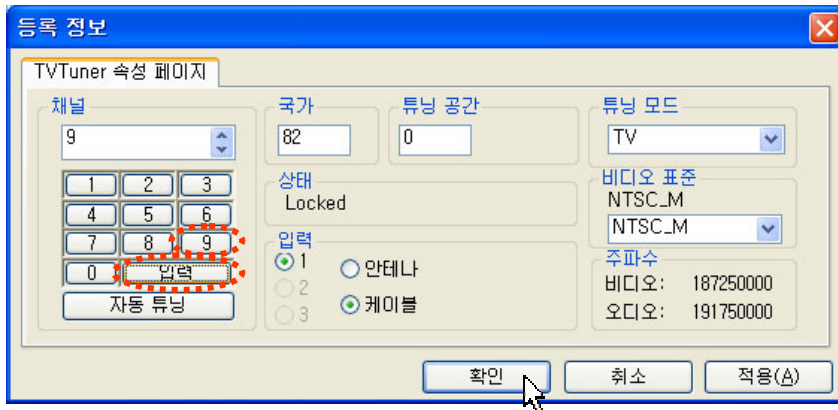 등록 정보
TVTuner 속성 페이지
채널
9
1 2 3
4 5 6
7 8 9
0 입력
자동 튜닝
국가
82
튜닝 공간
0
상태
Locked
입력
1
2
3
안테나
케이블
튜닝 모드
TV
비디오 표준
NTSC_M
NTSC_M
주파수
비디오: 187250000
오디오: 191750000
확인 취소 적용(A)